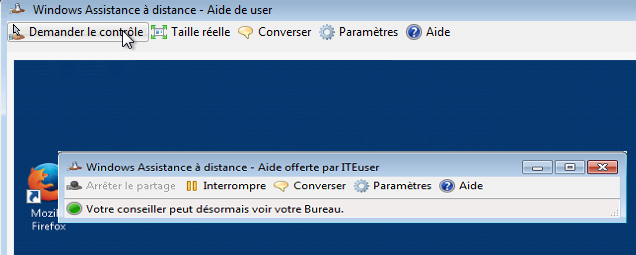 Windows Assistance à distance - Aide de user
Demander le contrôle Taille réelle Converser Paramètres Aide
Windows Assistance à distance - Aide offerte par ITEuser
Arrêter le partage Interrompre Converser Paramètres Aide
Votre conseiller peut désormais voir votre Bureau.
Firefox